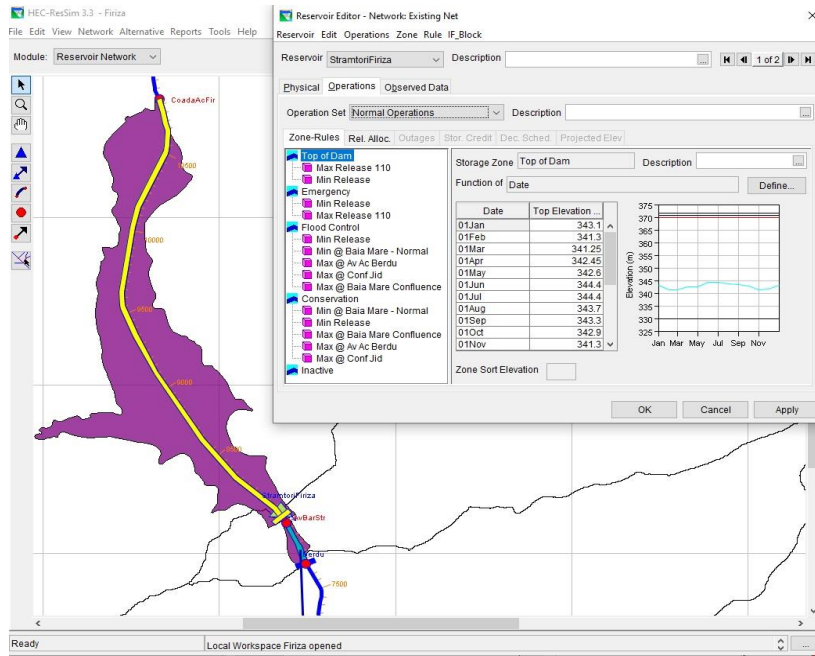 HEC-ResSim 3.3 - Firiza
File Edit View Network Alternative Reports Tools Help
Module: Reservoir Network
CoadaAcFir
10500
10000
9500
9000
8500
StramtoriFiriza
AvBarStr
Berdu
7500
Ready
Local Workspace Firiza opened
...
Reservoir Editor - Network: Existing Net
Reservoir Edit Operations Zone Rule IF_Block
Reservoir StramtoriFiriza Description ... 1 of 2
Physical Operations Observed Data
Operation Set Normal Operations Description ...
Zone-Rules Rel. Alloc. Outages Stor. Credit Dec. Sched. Projected Elev
Top of Dam
Max Release 110
Min Release
Emergency
Min Release
Max Release 110
Flood Control
Min Release
Min @ Baia Mare - Normal
Max @ Av Ac Berdu
Max @ Conf Jid
Max @ Baia Mare Confluence
Conservation
Min @ Baia Mare - Normal
Min Release
Max @ Baia Mare Confluence
Max @ Av Ac Berdu
Max @ Conf Jid
Inactive
Storage Zone Top of Dam Description ...
Function of Date Define...
Date Top Elevation ...
01Jan 343.1
01Feb 341.3
01Mar 341.25
01Apr 342.45
01May 342.6
01Jun 344.4
01Jul 344.4
01Aug 343.7
01Sep 343.3
01Oct 342.9
01Nov 341.3
Zone Sort Elevation
Elevation (m)
375
370
365
360
355
350
345
340
335
330
325
Jan Mar May Jul Sep Nov
OK Cancel Apply